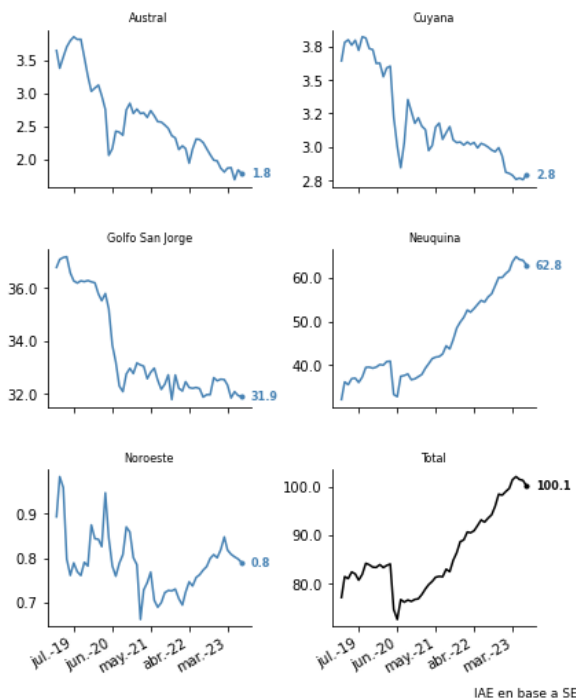 Austral
3.5
3.0
2.5
2.0
1.8
Cuyana
3.8
3.5
3.2
3.0
2.8
2.8
Golfo San Jorge
36.0
34.0
32.0
31.9
Neuquina
60.0
50.0
40.0
62.8
Noroeste
0.9
0.8
0.7
0.8
jul.-19
jun.-20
may.-21
abr.-22
mar.-23
Total
100.0
90.0
80.0
100.1
jul.-19
jun.-20
may.-21
abr.-22
mar.-23
IAE en base a SE